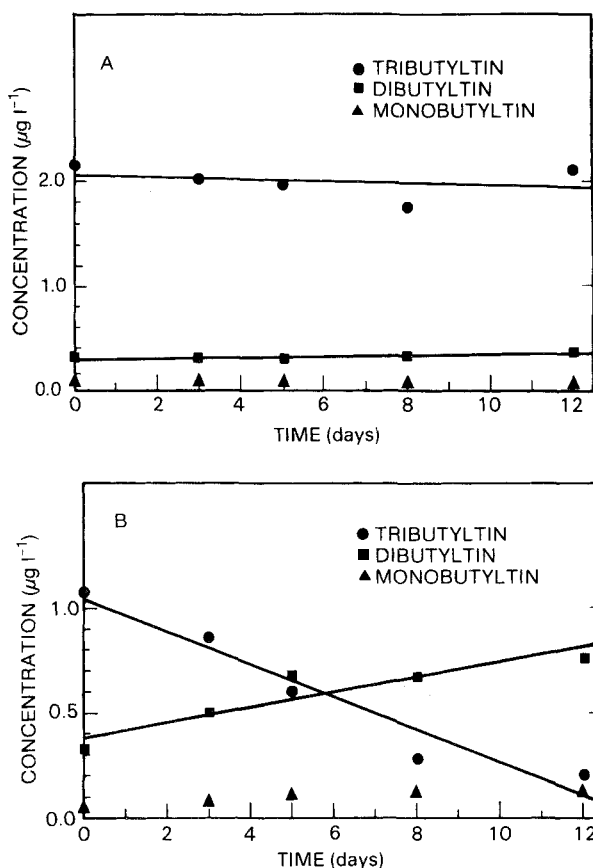 A
● TRIBUTYLTIN
■ DIBUTYLTIN
▲ MONOBUTYLTIN
CONCENTRATION (µg l⁻¹)
2.0
1.0
0.0
0 2 4 6 8 10 12
TIME (days)
B
● TRIBUTYLTIN
■ DIBUTYLTIN
▲ MONOBUTYLTIN
CONCENTRATION (µg l⁻¹)
1.0
0.5
0.0
0 2 4 6 8 10 12
TIME (days)